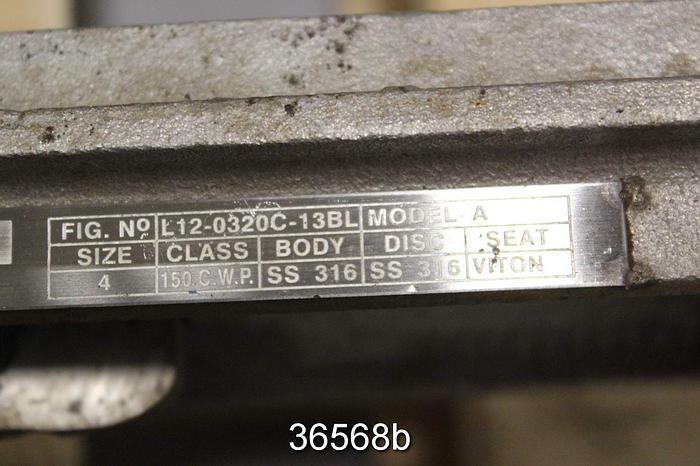 FIG. Nº L12-0320C-13BL MODEL A
SIZE CLASS BODY DISC SEAT
4 150 C.W.P. SS 316 SS 316 VITON
36568b